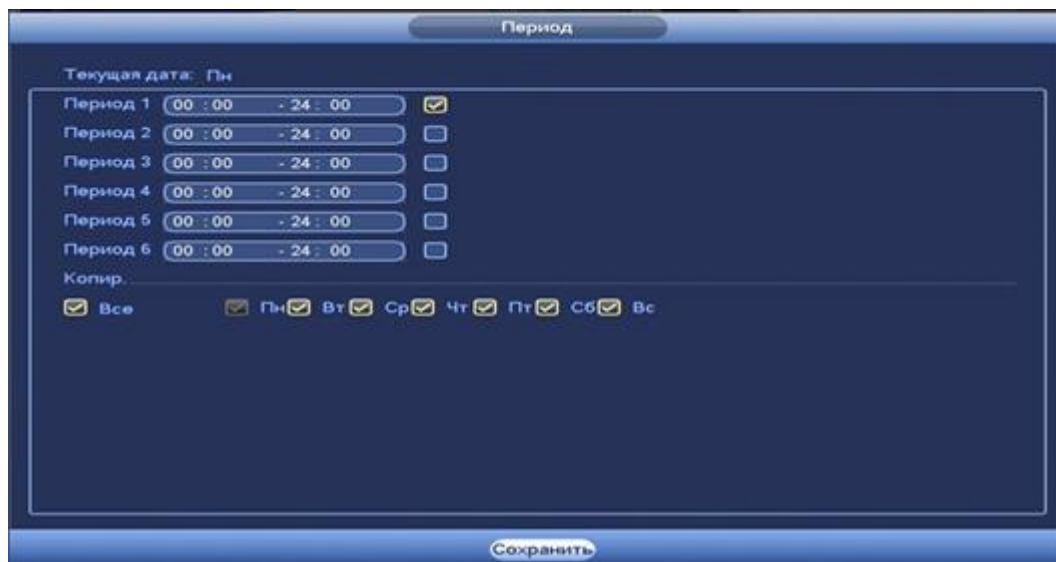 Период
Текущая дата: Пн
Период 1 00 : 00 - 24 : 00
Период 2 00 : 00 - 24 : 00
Период 3 00 : 00 - 24 : 00
Период 4 00 : 00 - 24 : 00
Период 5 00 : 00 - 24 : 00
Период 6 00 : 00 - 24 : 00
Копир.
Все Пн Вт Ср Чт Пт Сб Вс
Сохранить